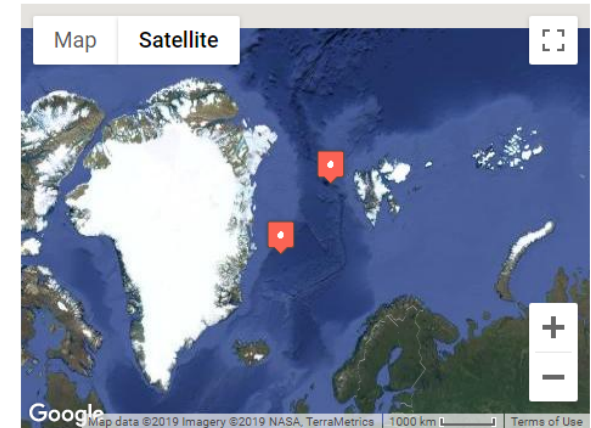 Map Satellite
Google
Map data ©2019 Imagery ©2019 NASA, TerraMetrics 1000 km Terms of Use